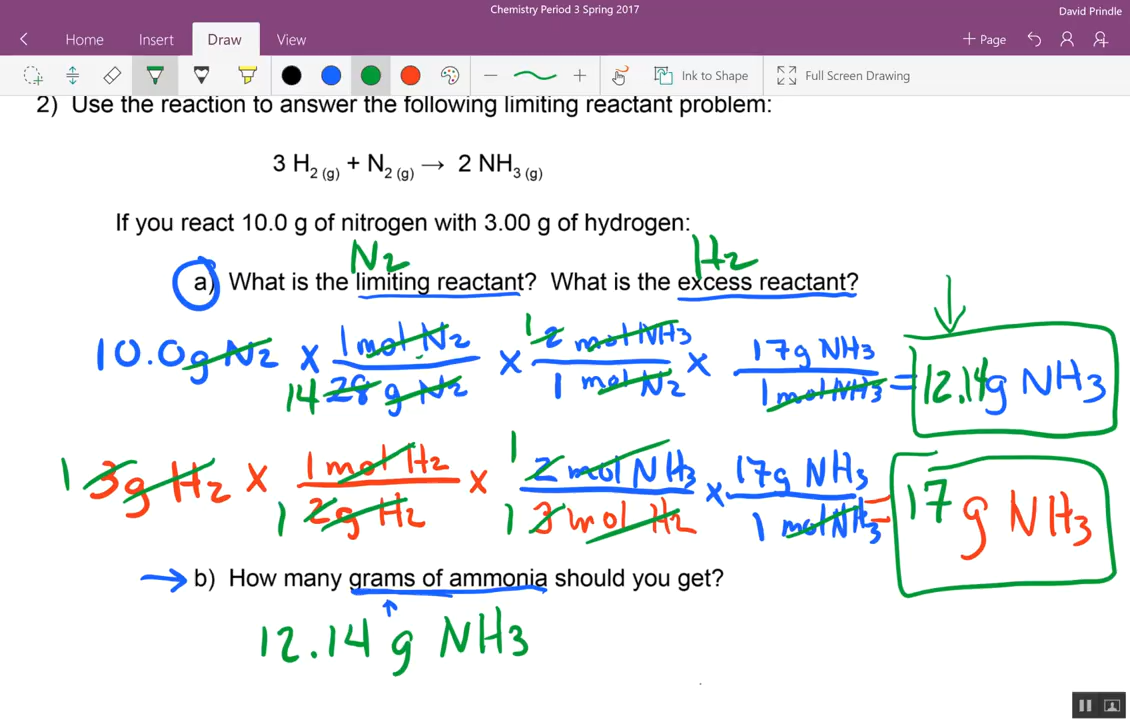 Chemistry Period 3 Spring 2017
David Prindle
Home Insert Draw View + Page
Ink to Shape Full Screen Drawing
2) Use the reaction to answer the following limiting reactant problem:
3 H2 (g) + N2 (g) → 2 NH3 (g)
If you react 10.0 g of nitrogen with 3.00 g of hydrogen:
N2 H2
a) What is the limiting reactant? What is the excess reactant?
1 mol N2 1 2 mol NH3 17g NH3
10.0g N2 x x x = 12.14g NH3
14 28 g N2 1 mol N2 1 mol NH3
1 mol H2 1 2 mol NH3 17g NH3
1 3g H2 x x x = 17 g NH3
1 2g H2 1 3 mol H2 1 mol NH3
→ b) How many grams of ammonia should you get?
12.14 g NH3